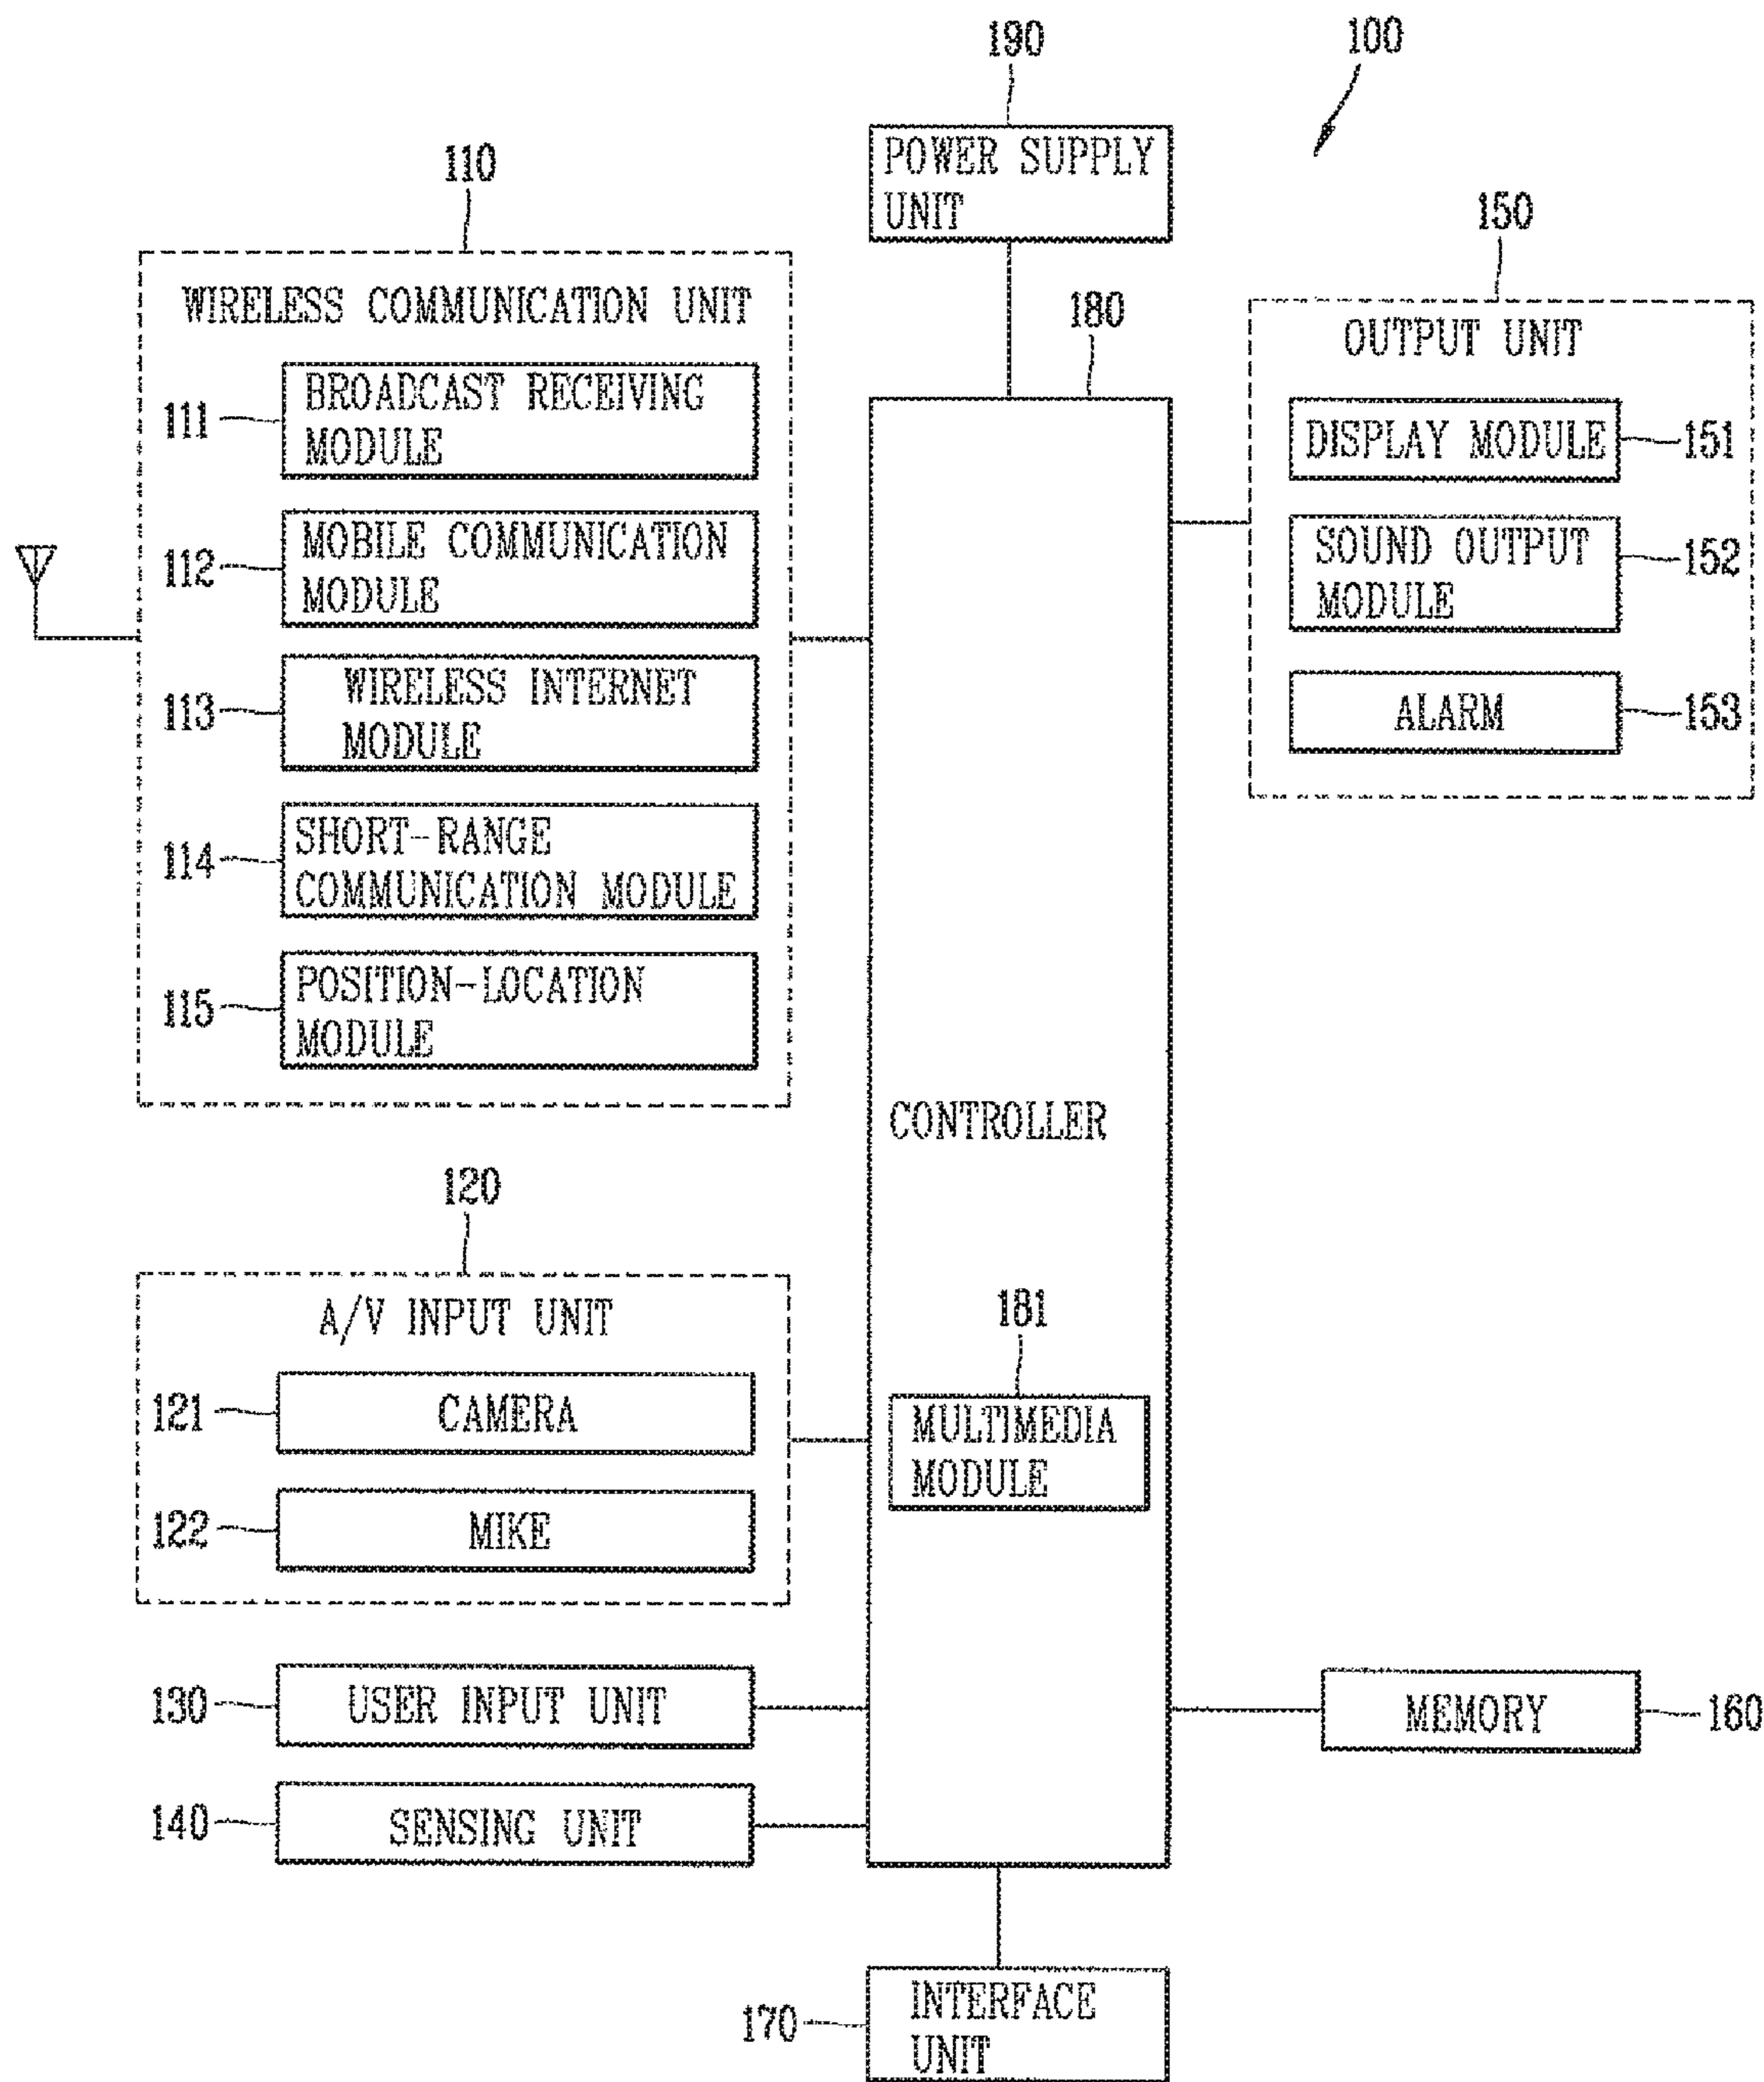 190
100
POWER SUPPLY
UNIT
110
150
WIRELESS COMMUNICATION UNIT
180
OUTPUT UNIT
111
BROADCAST RECEIVING
MODULE
DISPLAY MODULE
151
112
MOBILE COMMUNICATION
MODULE
SOUND OUTPUT
MODULE
152
113
WIRELESS INTERNET
MODULE
ALARM
153
114
SHORT-RANGE
COMMUNICATION MODULE
115
POSITION-LOCATION
MODULE
CONTROLLER
120
A/V INPUT UNIT
181
121
CAMERA
MULTIMEDIA
MODULE
122
MIKE
130
USER INPUT UNIT
MEMORY
160
140
SENSING UNIT
170
INTERFACE
UNIT